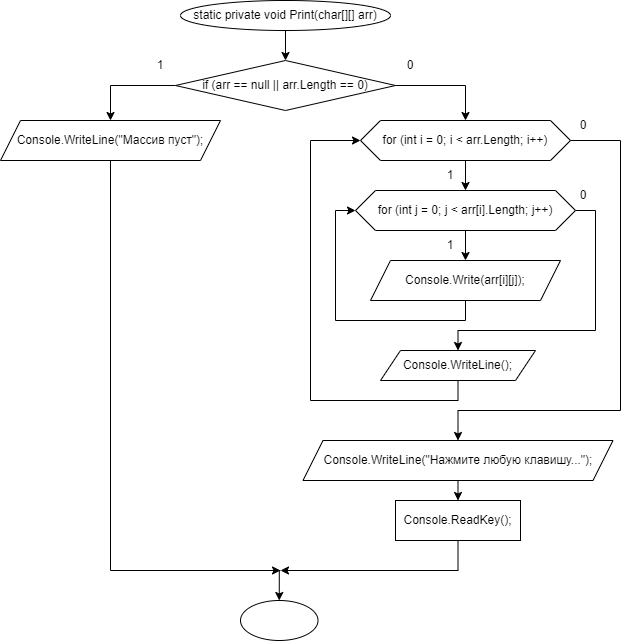 static private void Print(char[][] arr)
1
0
if (arr == null || arr.Length == 0)
Console.WriteLine("Массив пуст");
for (int i = 0; i < arr.Length; i++)
0
1
for (int j = 0; j < arr[i].Length; j++)
0
1
Console.Write(arr[i][j]);
Console.WriteLine();
Console.WriteLine("Нажмите любую клавишу...");
Console.ReadKey();